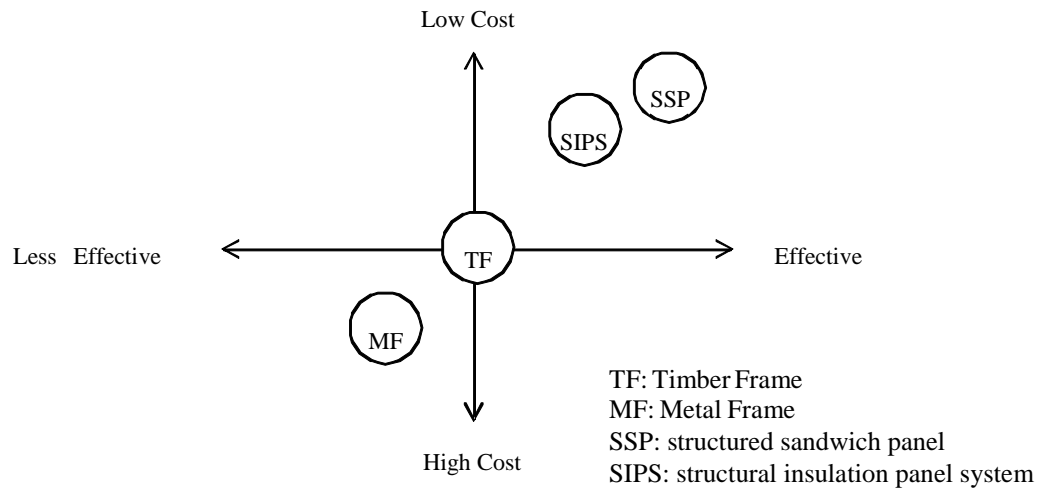 Low Cost
SSP
SIPS
Less Effective
TF
Effective
MF
TF: Timber Frame
MF: Metal Frame
SSP: structured sandwich panel
High Cost
SIPS: structural insulation panel system